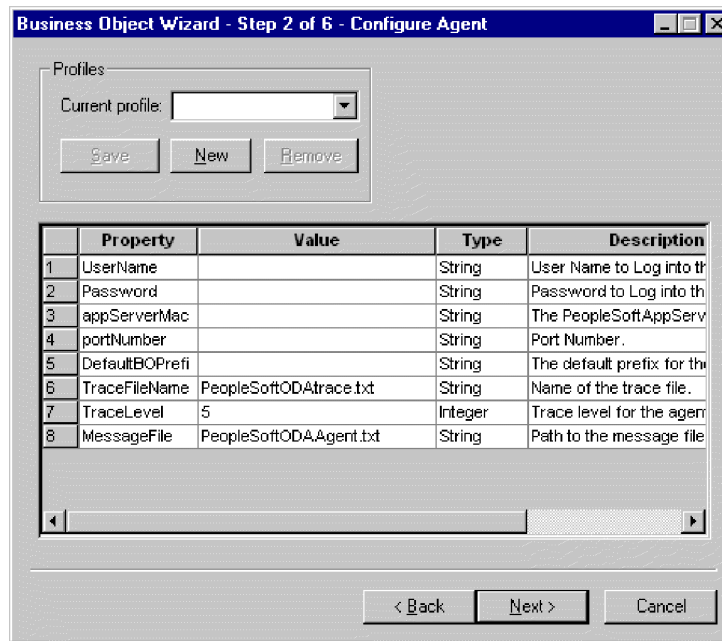 Business Object Wizard - Step 2 of 6 - Configure Agent
Profiles
Current profile:
Save New Remove
Property Value Type Description
1 UserName String User Name to Log into th
2 Password String Password to Log into th
3 appServerMac String The PeopleSoftAppServ
4 portNumber String Port Number.
5 DefaultBOPrefi String The default prefix for the
6 TraceFileName PeopleSoftODAtrace.txt String Name of the trace file.
7 TraceLevel 5 Integer Trace level for the agen
8 MessageFile PeopleSoftODAAgent.txt String Path to the message file
< Back Next > Cancel